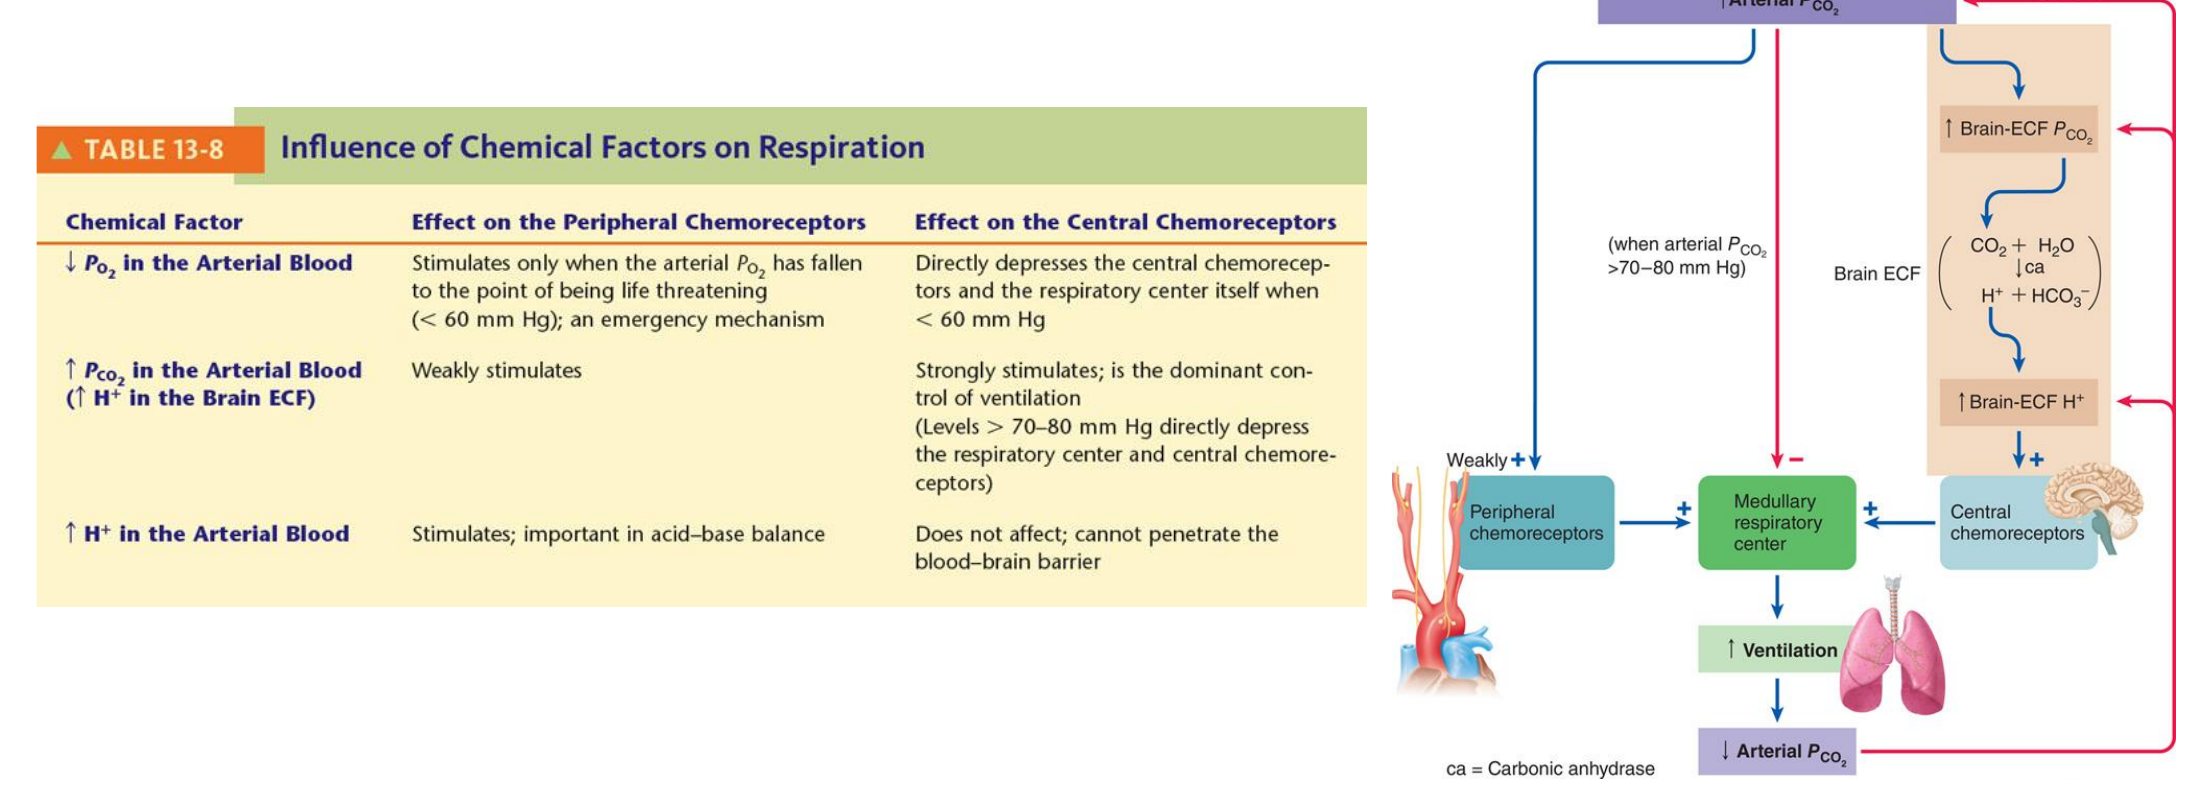 ▲ TABLE 13-8
Influence of Chemical Factors on Respiration
Chemical Factor
Effect on the Peripheral Chemoreceptors
Effect on the Central Chemoreceptors
↓ PO2 in the Arterial Blood
Stimulates only when the arterial PO2 has fallen
to the point of being life threatening
(< 60 mm Hg); an emergency mechanism
Directly depresses the central chemorecep-
tors and the respiratory center itself when
< 60 mm Hg
↑ PCO2 in the Arterial Blood
(↑ H+ in the Brain ECF)
Weakly stimulates
Strongly stimulates; is the dominant con-
trol of ventilation
(Levels > 70–80 mm Hg directly depress
the respiratory center and central chemore-
ceptors)
↑ H+ in the Arterial Blood
Stimulates; important in acid–base balance
Does not affect; cannot penetrate the
blood–brain barrier
↑Arterial PCO2
↑ Brain-ECF PCO2
(when arterial PCO2
>70–80 mm Hg)
Brain ECF
CO2 + H2O
↓ca
H+ + HCO3−
↑Brain-ECF H+
Weakly +
−
+
Peripheral
chemoreceptors
+
Medullary
respiratory
center
+
Central
chemoreceptors
↑ Ventilation
↓ Arterial PCO2
ca = Carbonic anhydrase